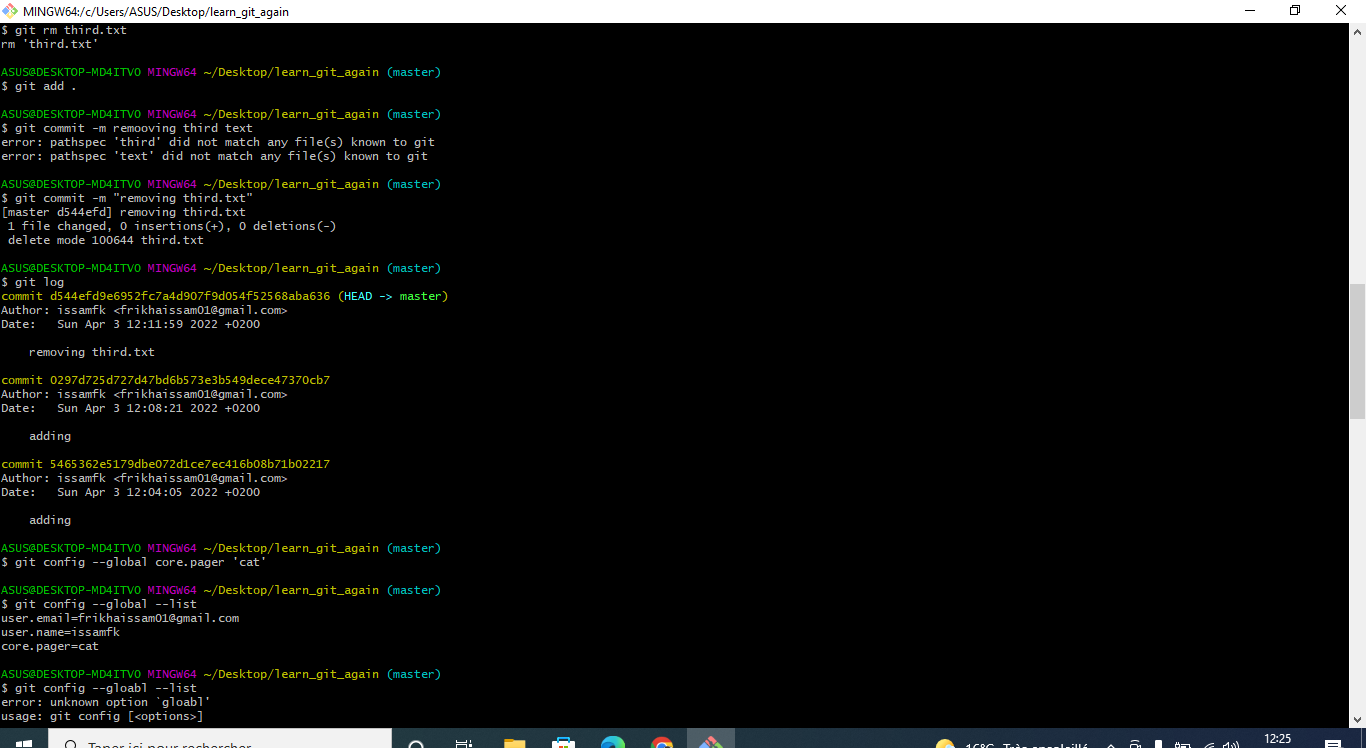 MINGW64:/c/Users/ASUS/Desktop/learn_git_again
$ git rm third.txt
rm 'third.txt'
ASUS@DESKTOP-MD4ITVO MINGW64 ~/Desktop/learn_git_again (master)
$ git add .
ASUS@DESKTOP-MD4ITVO MINGW64 ~/Desktop/learn_git_again (master)
$ git commit -m remooving third text
error: pathspec 'third' did not match any file(s) known to git
error: pathspec 'text' did not match any file(s) known to git
ASUS@DESKTOP-MD4ITVO MINGW64 ~/Desktop/learn_git_again (master)
$ git commit -m "removing third.txt"
[master d544efd] removing third.txt
 1 file changed, 0 insertions(+), 0 deletions(-)
 delete mode 100644 third.txt
ASUS@DESKTOP-MD4ITVO MINGW64 ~/Desktop/learn_git_again (master)
$ git log
commit d544efd9e6952fc7a4d907f9d054f52568aba636 (HEAD -> master)
Author: issamfk <frikhaissam01@gmail.com>
Date:   Sun Apr 3 12:11:59 2022 +0200
    removing third.txt
commit 0297d725d727d47bd6b573e3b549dece47370cb7
Author: issamfk <frikhaissam01@gmail.com>
Date:   Sun Apr 3 12:08:21 2022 +0200
    adding
commit 5465362e5179dbe072d1ce7ec416b08b71b02217
Author: issamfk <frikhaissam01@gmail.com>
Date:   Sun Apr 3 12:04:05 2022 +0200
    adding
ASUS@DESKTOP-MD4ITVO MINGW64 ~/Desktop/learn_git_again (master)
$ git config --global core.pager 'cat'
ASUS@DESKTOP-MD4ITVO MINGW64 ~/Desktop/learn_git_again (master)
$ git config --global --list
user.email=frikhaissam01@gmail.com
user.name=issamfk
core.pager=cat
ASUS@DESKTOP-MD4ITVO MINGW64 ~/Desktop/learn_git_again (master)
$ git config --gloabl --list
error: unknown option `gloabl'
usage: git config [<options>]
Taper ici pour rechercher
16°C Très ensoleillé
12:25